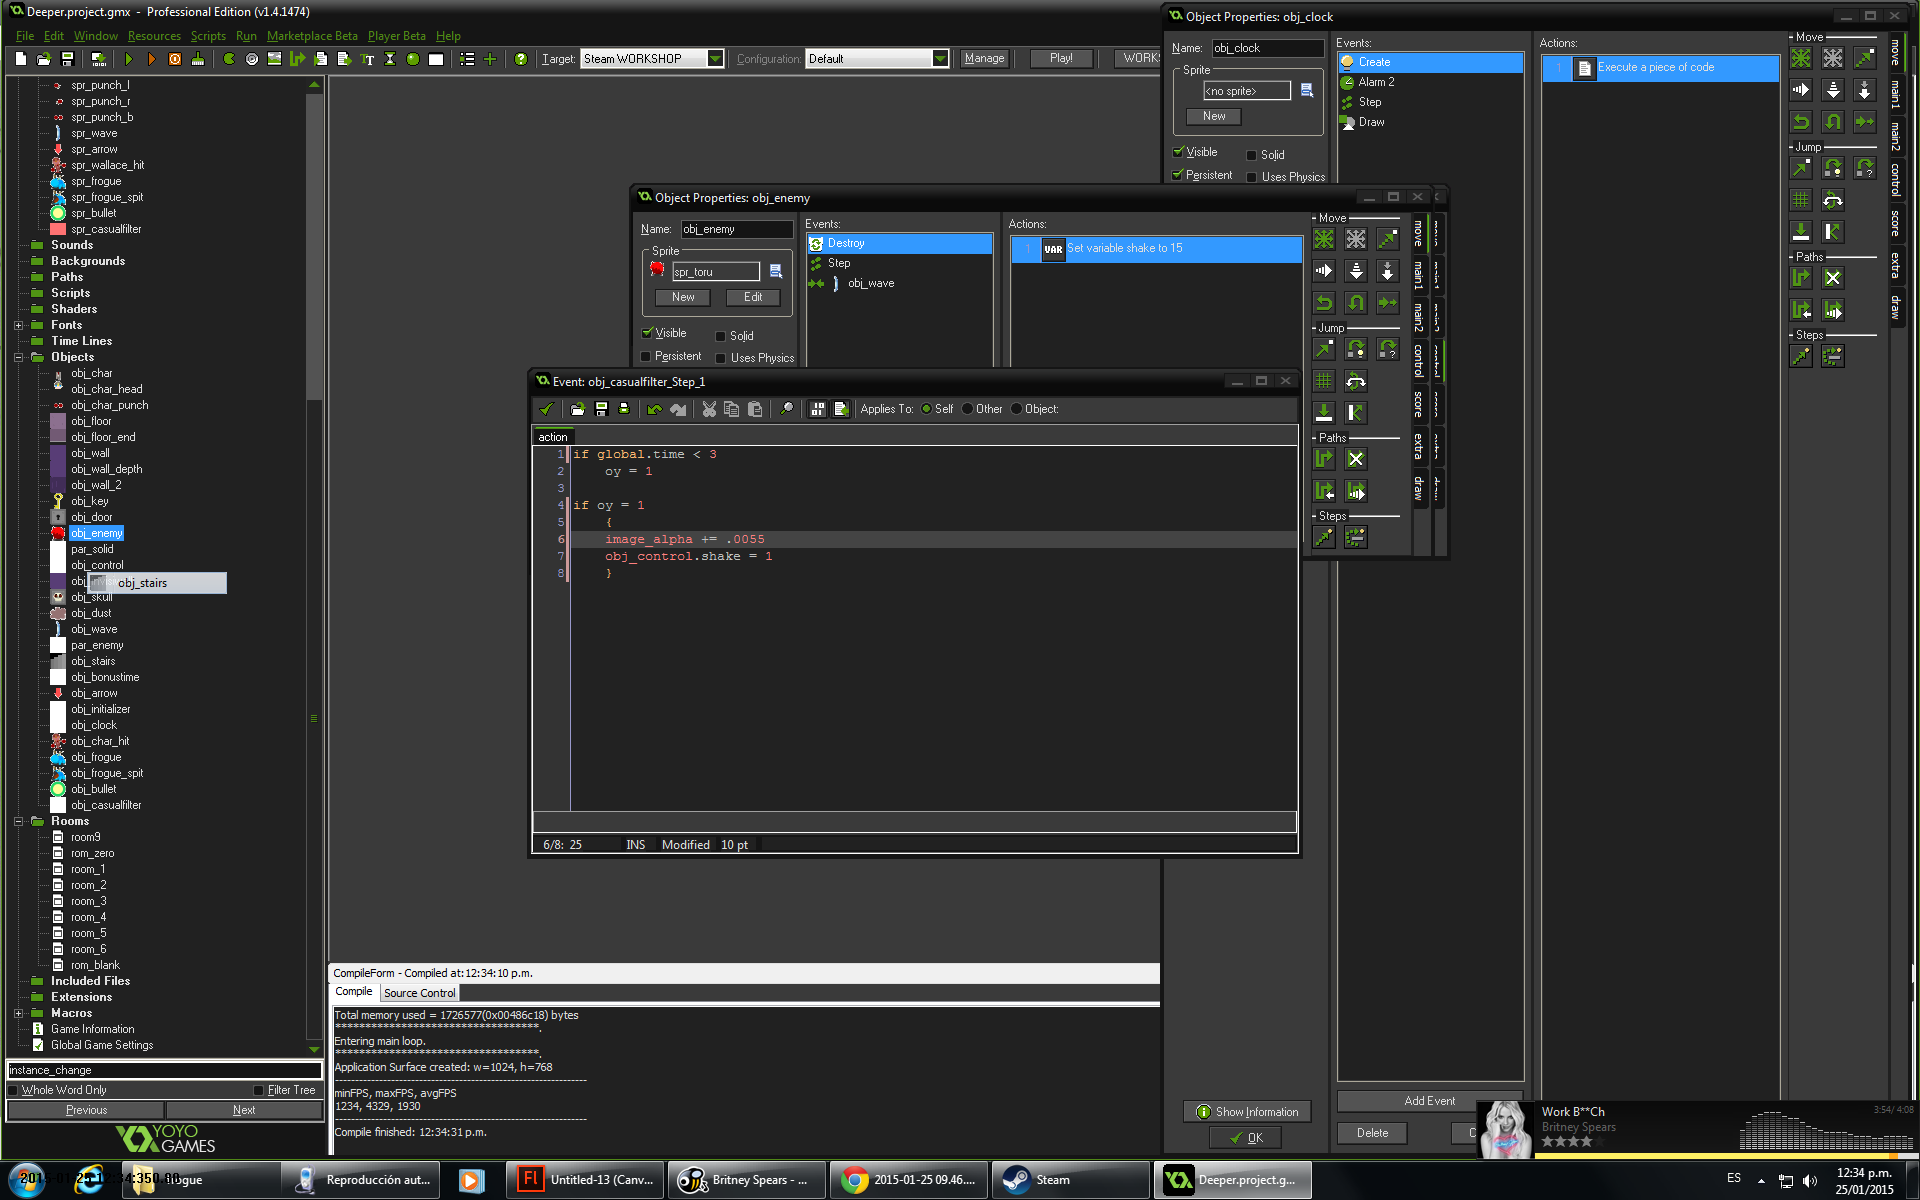 Deeper.project.gmx - Professional Edition (v1.4.1474)
File Edit Window Resources Scripts Run Marketplace Beta Player Beta Help
Target: Steam WORKSHOP Configuration: Default Manage Play! WORK
spr_punch_l
spr_punch_r
spr_punch_b
spr_wave
spr_arrow
spr_wallace_hit
spr_frogue
spr_frogue_spit
spr_bullet
spr_casualfilter
Sounds
Backgrounds
Paths
Scripts
Shaders
Fonts
Time Lines
Objects
obj_char
obj_char_head
obj_char_punch
obj_floor
obj_floor_end
obj_wall
obj_wall_depth
obj_wall_2
obj_key
obj_door
obj_enemy
par_solid
obj_control
obj_stairs
obj_skull
obj_dust
obj_wave
par_enemy
obj_stairs
obj_bonustime
obj_arrow
obj_initializer
obj_clock
obj_char_hit
obj_frogue
obj_frogue_spit
obj_bullet
obj_casualfilter
Rooms
room9
rom_zero
room_1
room_2
room_3
room_4
room_5
room_6
rom_blank
Included Files
Extensions
Macros
Game Information
Global Game Settings
instance_change
Whole Word Only Filter Tree
Previous Next
YOYO
GAMES
Object Properties: obj_clock
Name: obj_clock
Sprite
<no sprite>
New
Visible Solid
Persistent Uses Physics
Events:
Create
Alarm 2
Step
Draw
Actions:
1 Execute a piece of code
Move
Jump
Paths
Steps
move
main1
main2
control
score
extra
draw
Object Properties: obj_enemy
Name: obj_enemy
Sprite
spr_toru
New Edit
Visible Solid
Persistent Uses Physics
Events:
Destroy
Step
obj_wave
Actions:
1 VAR Set variable shake to 15
Move
Jump
Paths
Steps
move
main1
main2
control
score
extra
draw
Event: obj_casualfilter_Step_1
Applies To: Self Other Object:
action
1 if global.time < 3
2 oy = 1
3
4 if oy = 1
5 {
6 image_alpha += .0055
7 obj_control.shake = 1
8 }
6/8: 25 INS Modified 10 pt
CompileForm - Compiled at:12:34:10 p.m.
Compile Source Control
Total memory used = 1726577(0x00486c18) bytes
***********************************.
Entering main loop.
***********************************.
Application Surface created: w=1024, h=768
minFPS, maxFPS, avgFPS
1234, 4329, 1930
Compile finished: 12:34:31 p.m.
Show Information
OK
Add Event
Delete
Work B**Ch
Britney Spears
3:54/ 4:08
Reproducción aut...
Untitled-13 (Canv...
Britney Spears - ...
2015-01-25 09.46....
Steam
Deeper.project.g...
ES
12:34 p.m.
25/01/2015